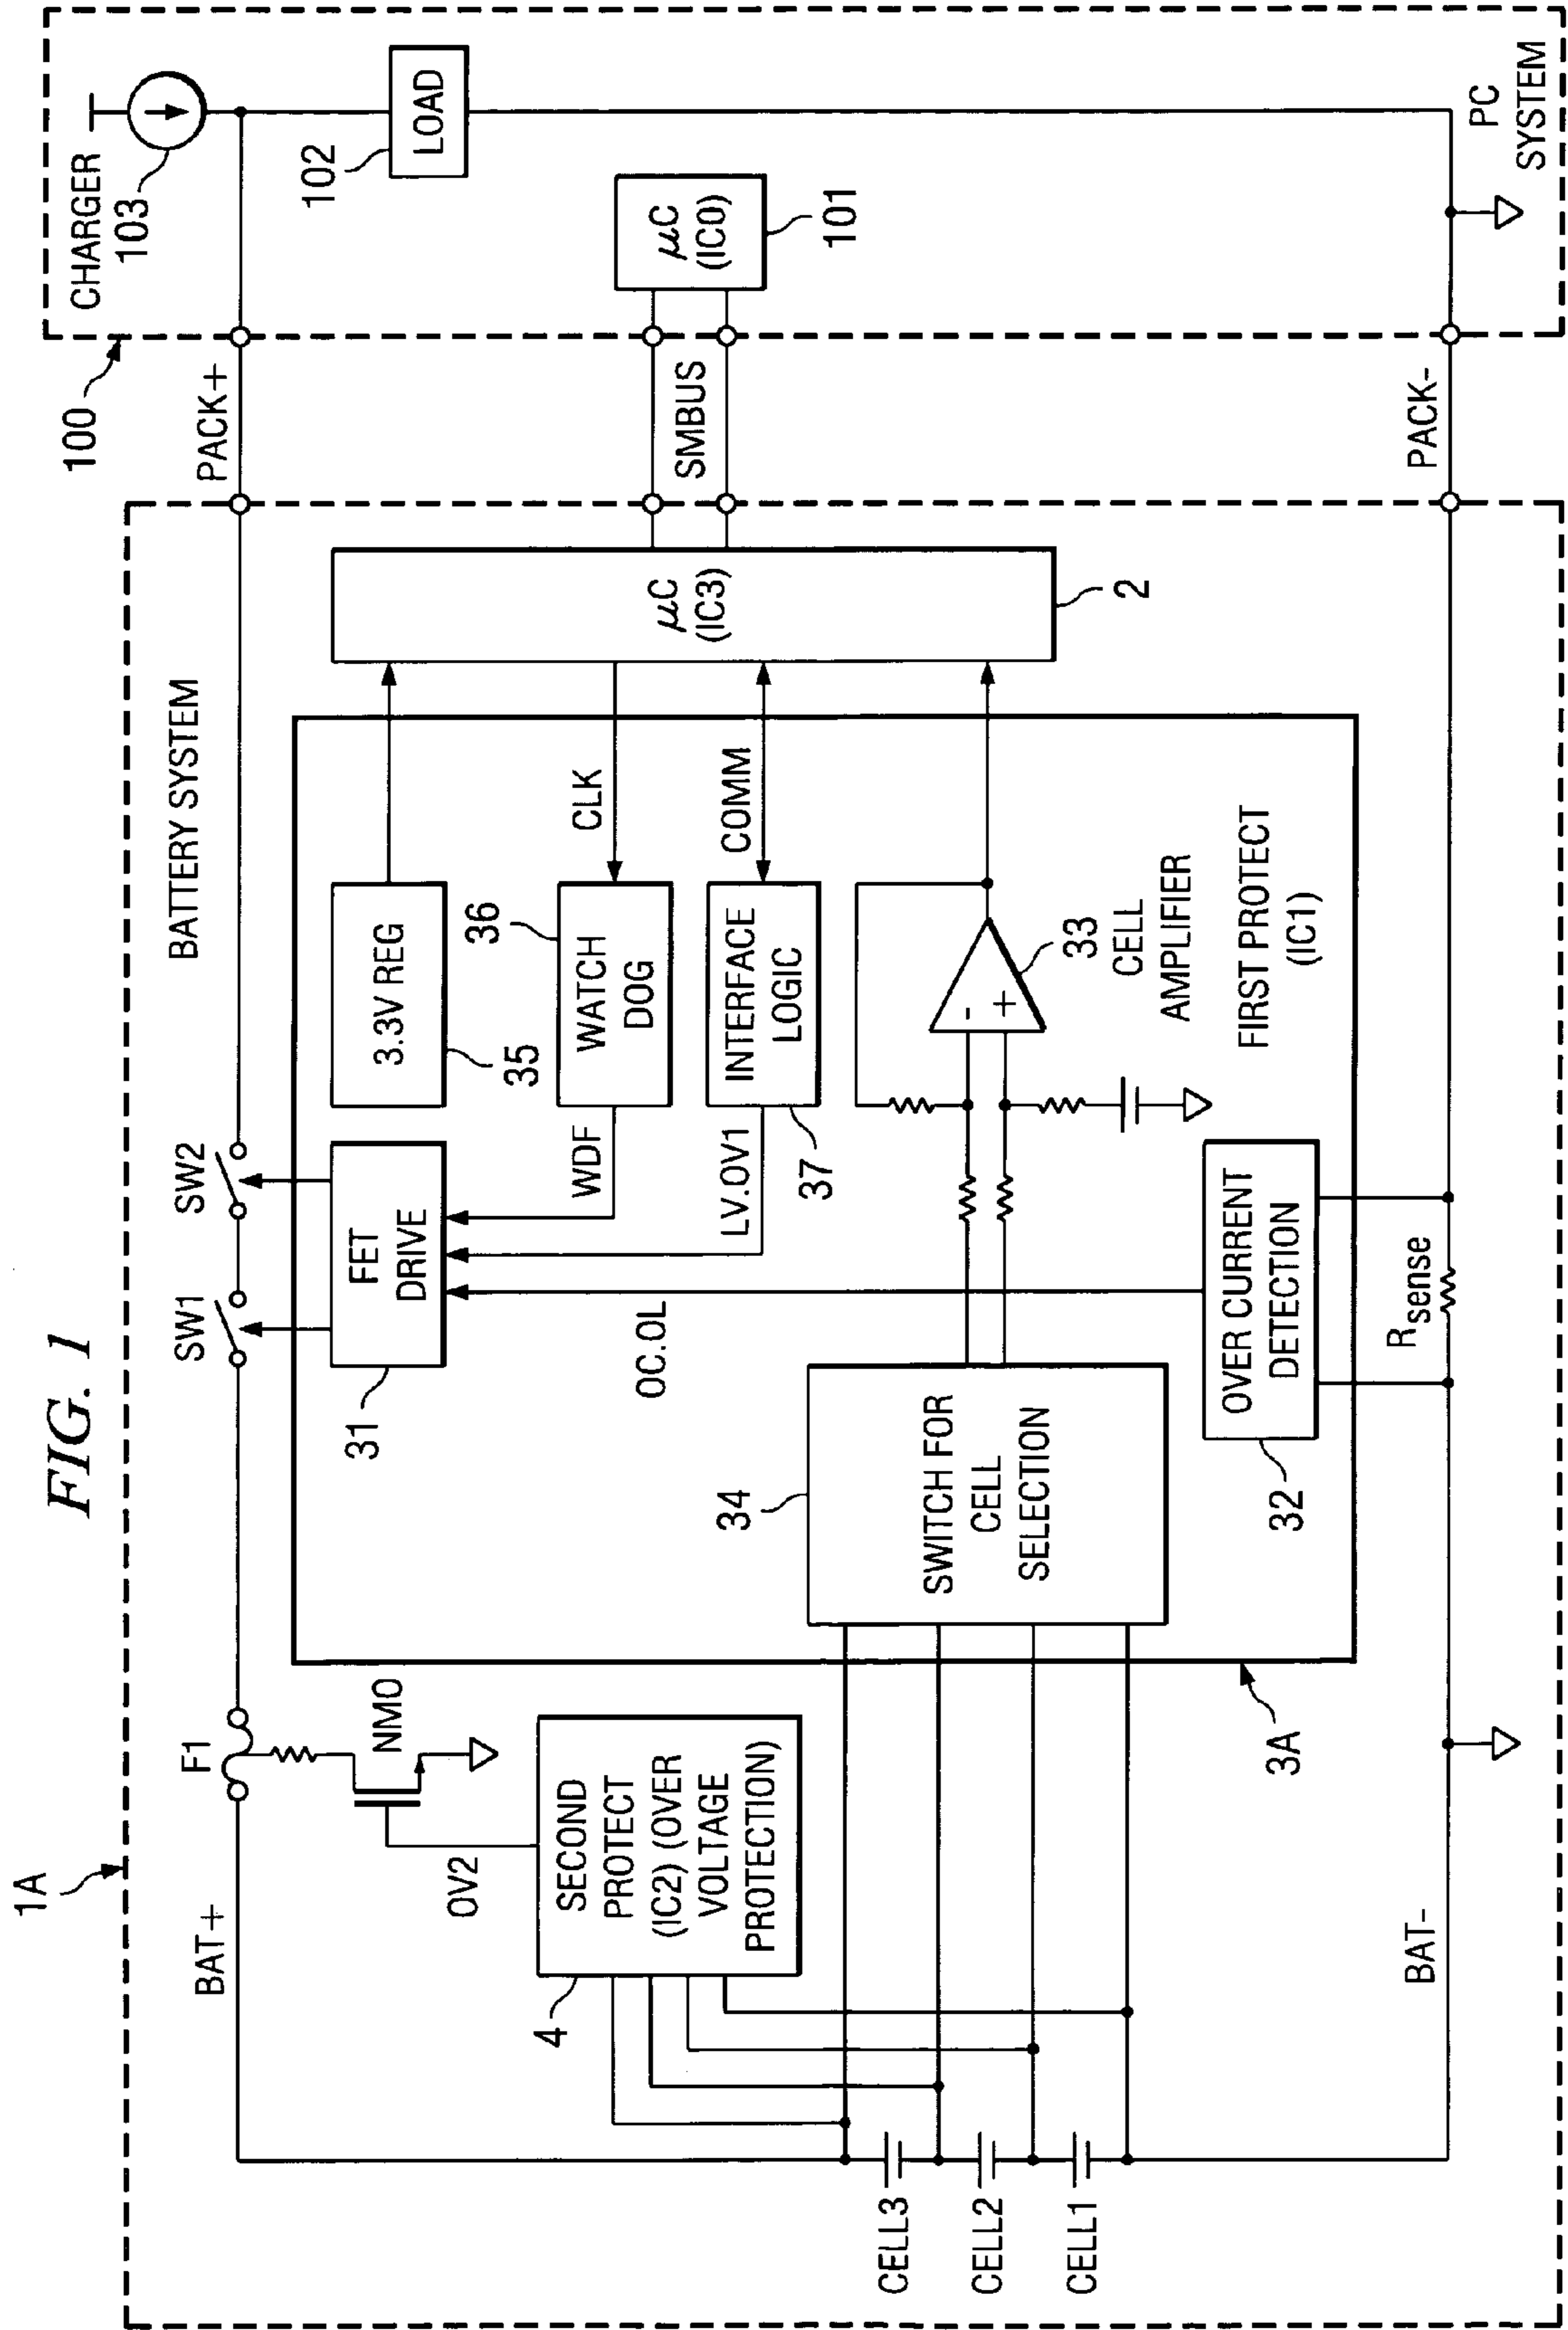 FIG. 1
1A
BATTERY SYSTEM
100
CHARGER
103
BAT+
F1
SW1
SW2
PACK+
102
LOAD
NM0
OV2
31
FET
DRIVE
3.3V REG
35
WDF
36
WATCH
DOG
CLK
LV.OV1
37
INTERFACE
LOGIC
COMM
OC.OL
µC
(IC3)
2
SMBUS
µC
(IC0)
101
4
SECOND
PROTECT
(IC2) (OVER
VOLTAGE
PROTECTION)
34
SWITCH FOR
CELL
SELECTION
-
+
33
CELL
AMPLIFIER
CELL3
CELL2
CELL1
32
OVER CURRENT
DETECTION
FIRST PROTECT
(IC1)
3A
Rsense
BAT-
PACK-
PC
SYSTEM